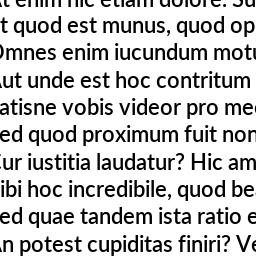 t enim hic etiam dolore. Su
t quod est munus, quod op
Omnes enim iucundum motu
Aut unde est hoc contritum
atisne vobis videor pro me
ed quod proximum fuit non
Cur iustitia laudatur? Hic am
ibi hoc incredibile, quod be
ed quae tandem ista ratio e
An potest cupiditas finiri? Ve